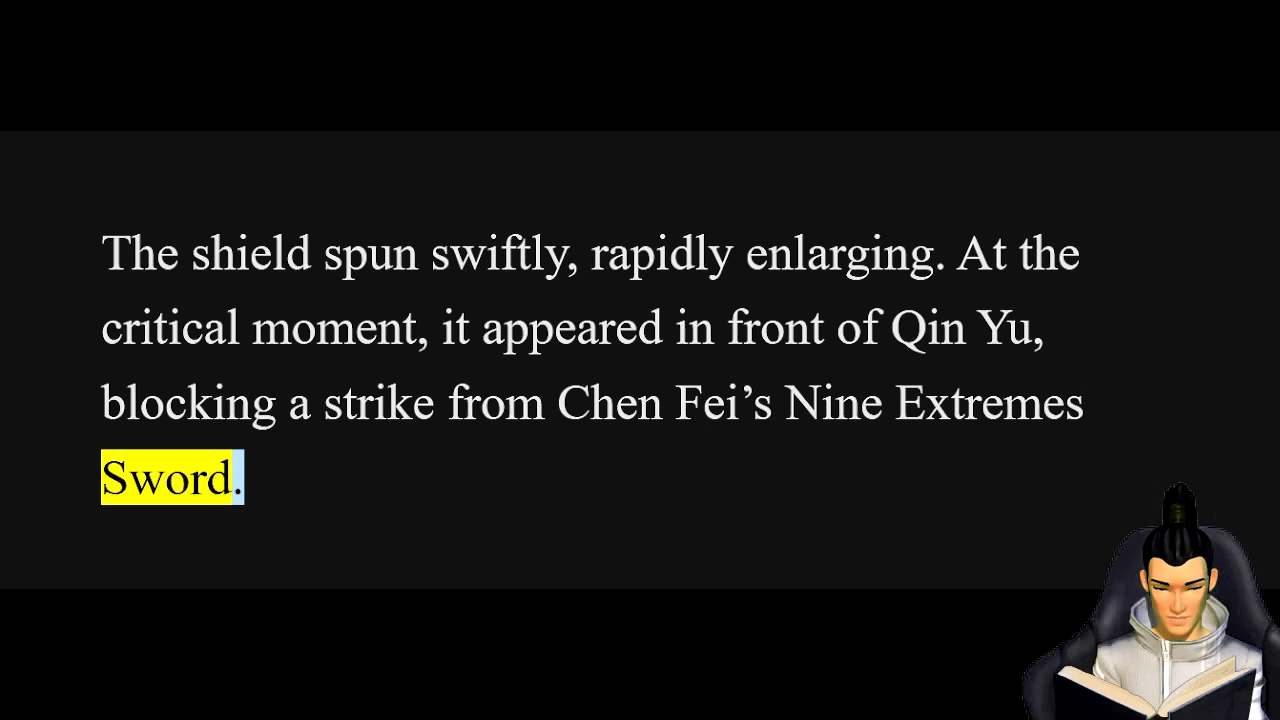 The shield spun swiftly, rapidly enlarging. At the
critical moment, it appeared in front of Qin Yu,
blocking a strike from Chen Fei’s Nine Extremes
Sword.